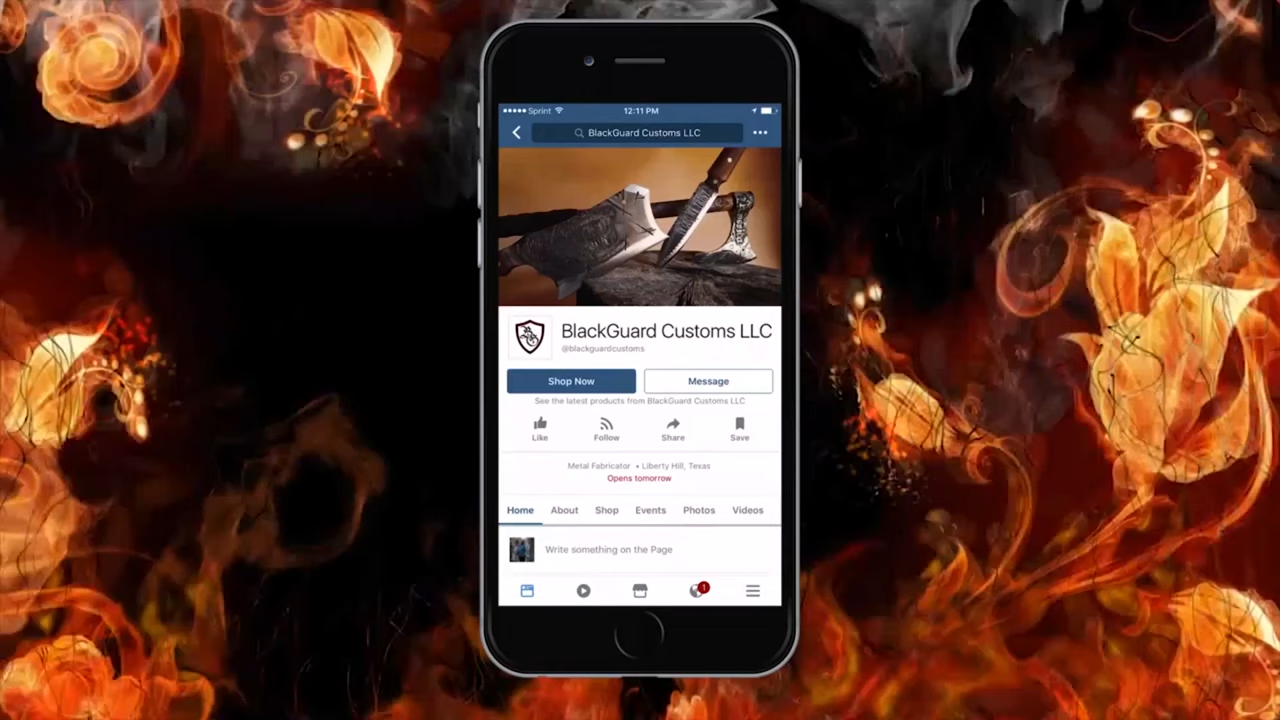 Sprint 12:11 PM
BlackGuard Customs LLC
BlackGuard Customs LLC
@blackguardcustoms
Shop Now Message
See the latest products from BlackGuard Customs LLC
Like Follow Share Save
Metal Fabricator • Liberty Hill, Texas
Opens tomorrow
Home About Shop Events Photos Videos
Write something on the Page
1